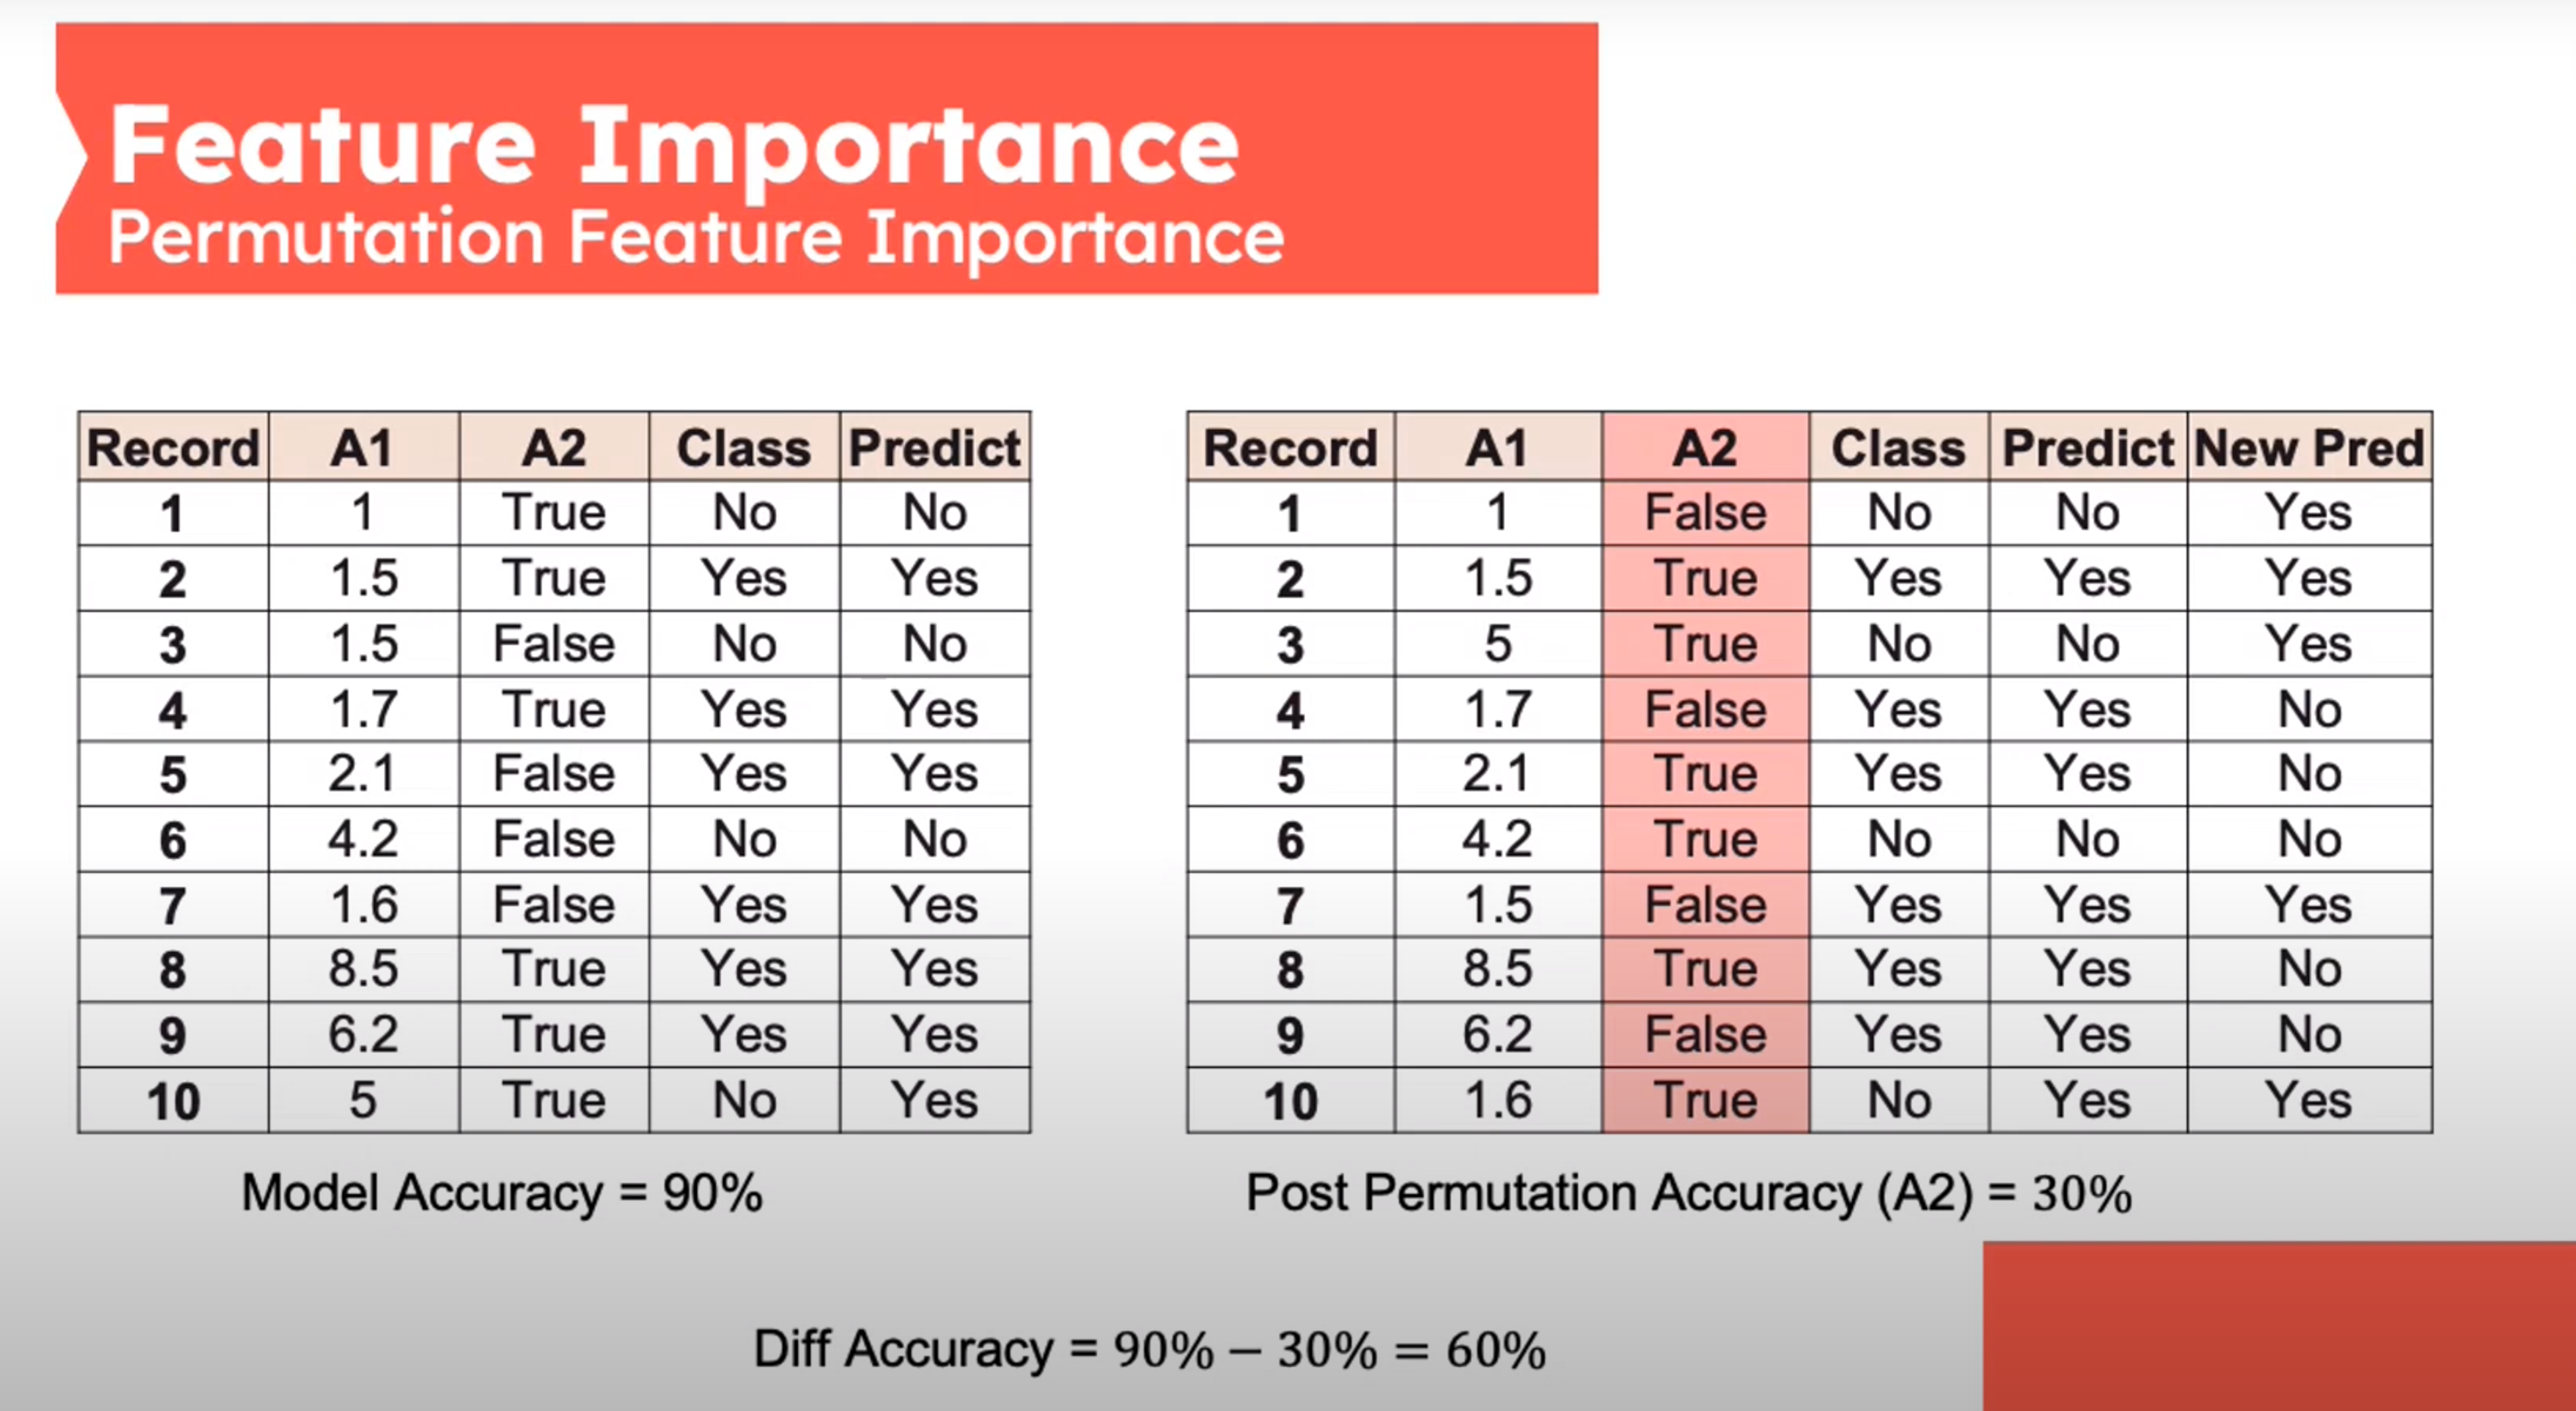 Feature Importance
Permutation Feature Importance
Record A1 A2 Class Predict
1 1 True No No
2 1.5 True Yes Yes
3 1.5 False No No
4 1.7 True Yes Yes
5 2.1 False Yes Yes
6 4.2 False No No
7 1.6 False Yes Yes
8 8.5 True Yes Yes
9 6.2 True Yes Yes
10 5 True No Yes
Model Accuracy = 90%
Record A1 A2 Class Predict New Pred
1 1 False No No Yes
2 1.5 True Yes Yes Yes
3 5 True No No Yes
4 1.7 False Yes Yes No
5 2.1 True Yes Yes No
6 4.2 True No No No
7 1.5 False Yes Yes Yes
8 8.5 True Yes Yes No
9 6.2 False Yes Yes No
10 1.6 True No Yes Yes
Post Permutation Accuracy (A2) = 30%
Diff Accuracy = 90% – 30% = 60%